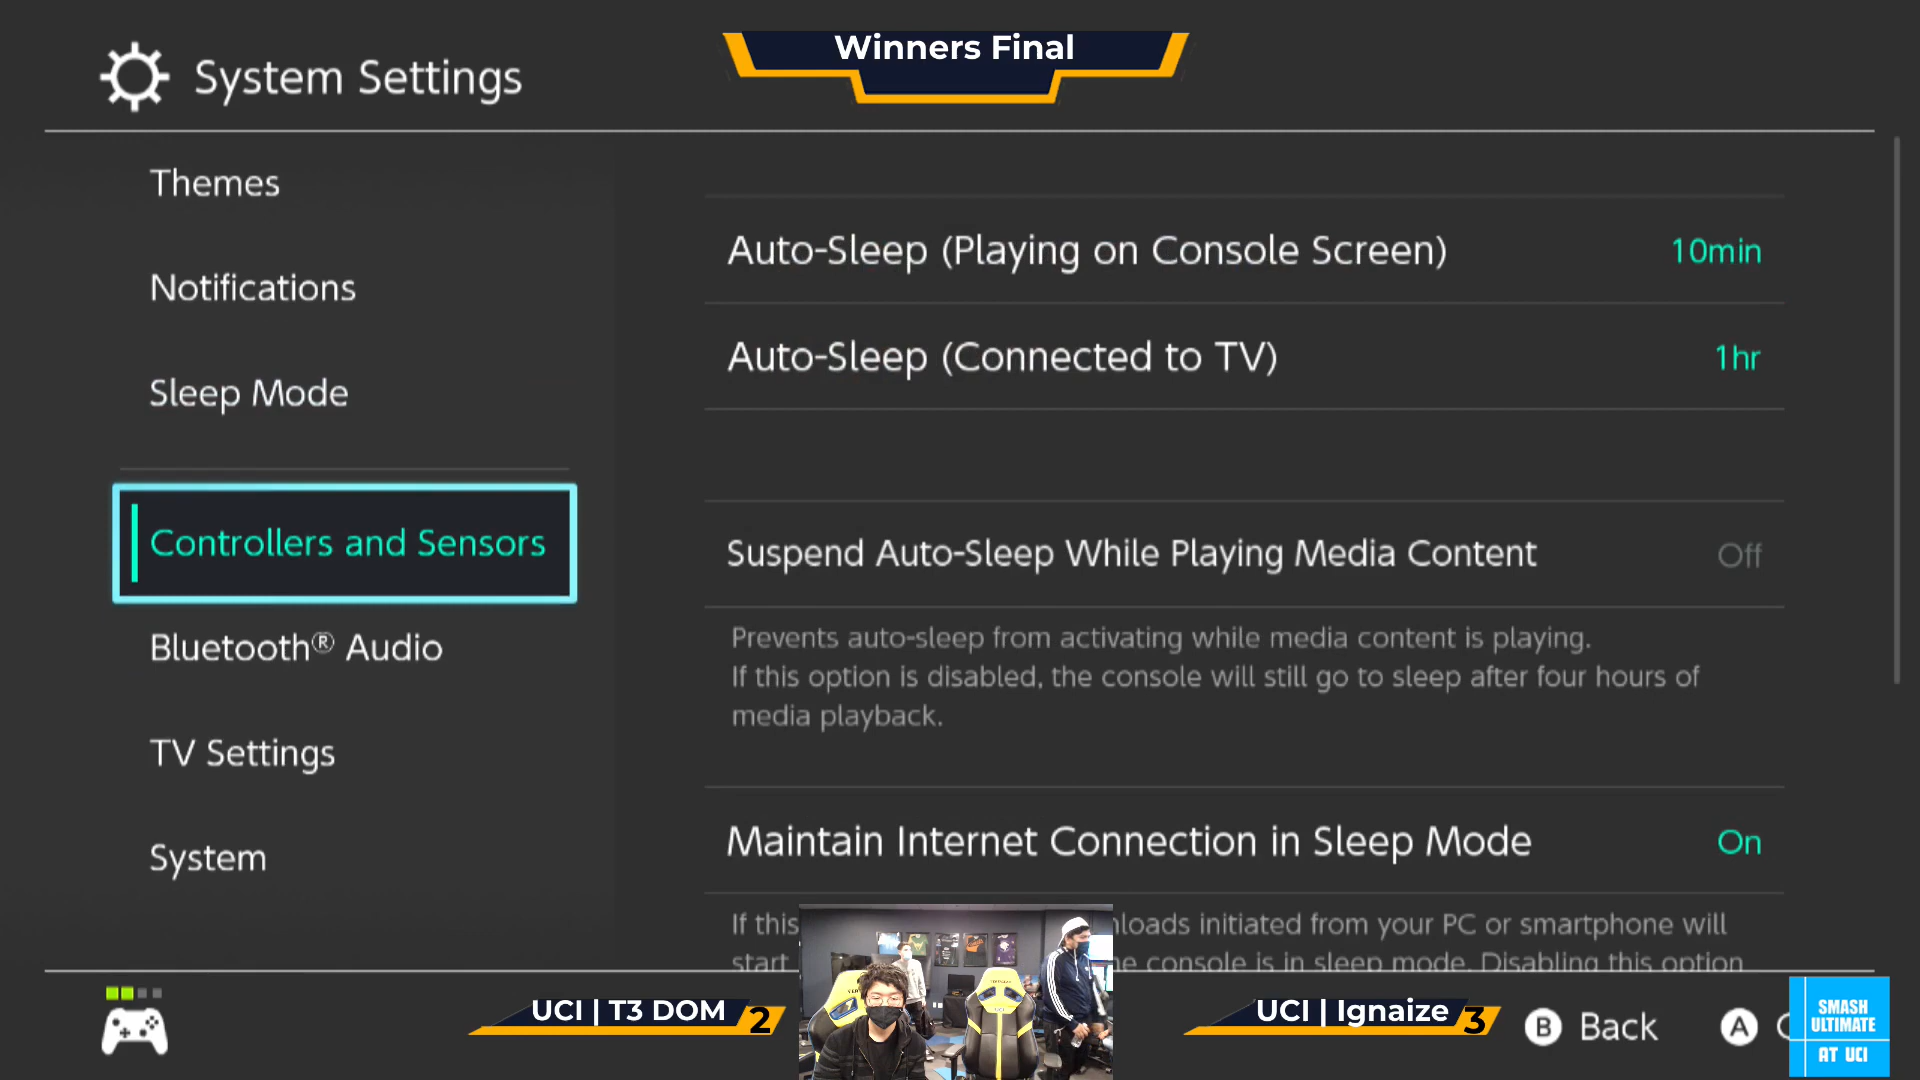 Winners Final
System Settings
Themes
Notifications
Sleep Mode
Controllers and Sensors
Bluetooth® Audio
TV Settings
System
Auto-Sleep (Playing on Console Screen) 10min
Auto-Sleep (Connected to TV) 1hr
Suspend Auto-Sleep While Playing Media Content Off
Prevents auto-sleep from activating while media content is playing.
If this option is disabled, the console will still go to sleep after four hours of
media playback.
Maintain Internet Connection in Sleep Mode On
If this loads initiated from your PC or smartphone will
start console is in sleep mode. Disabling this option
UCI | T3 DOM 2
UCI | Ignaize 3
B Back
A
SMASH
ULTIMATE
AT UCI